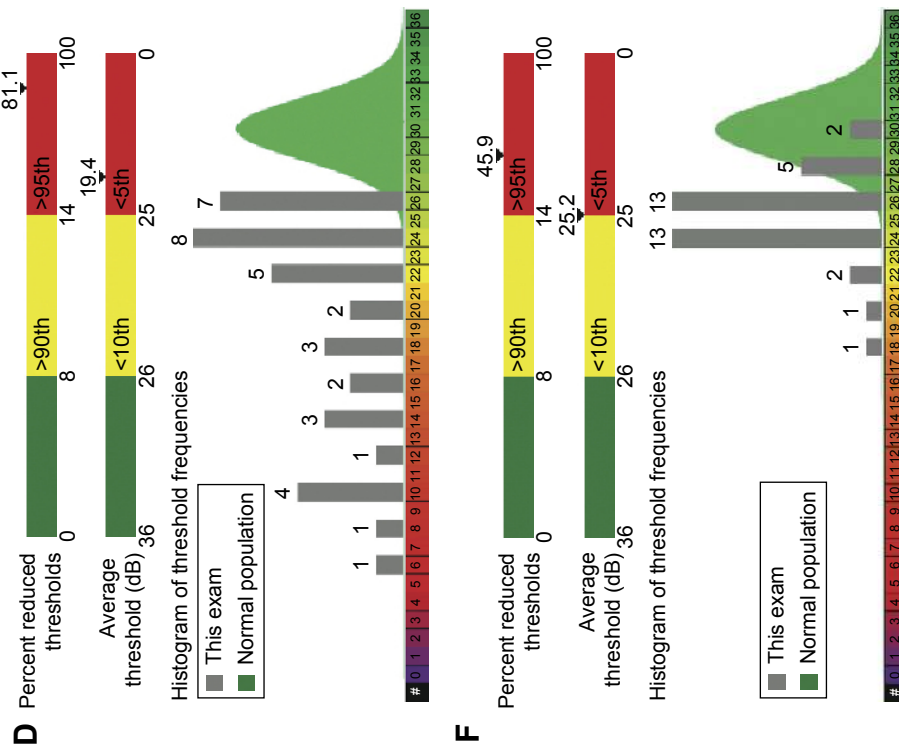 D
Percent reduced
thresholds
>90th >95th
81.1
0 8 14 100
Average
threshold (dB)
<10th <5th
19.4
36 26 25 0
Histogram of threshold frequencies
This exam
Normal population
1 1 4 1 3 2 3 2 5 8 7
# 0 1 2 3 4 5 6 7 8 9 10 11 12 13 14 15 16 17 18 19 20 21 22 23 24 25 26 27 28 29 30 31 32 33 34 35 36
F
Percent reduced
thresholds
>90th >95th
45.9
0 8 14 100
Average
threshold (dB)
<10th <5th
25.2
36 26 25 0
Histogram of threshold frequencies
This exam
Normal population
1 1 2 13 13 5 2
# 0 1 2 3 4 5 6 7 8 9 10 11 12 13 14 15 16 17 18 19 20 21 22 23 24 25 26 27 28 29 30 31 32 33 34 35 36